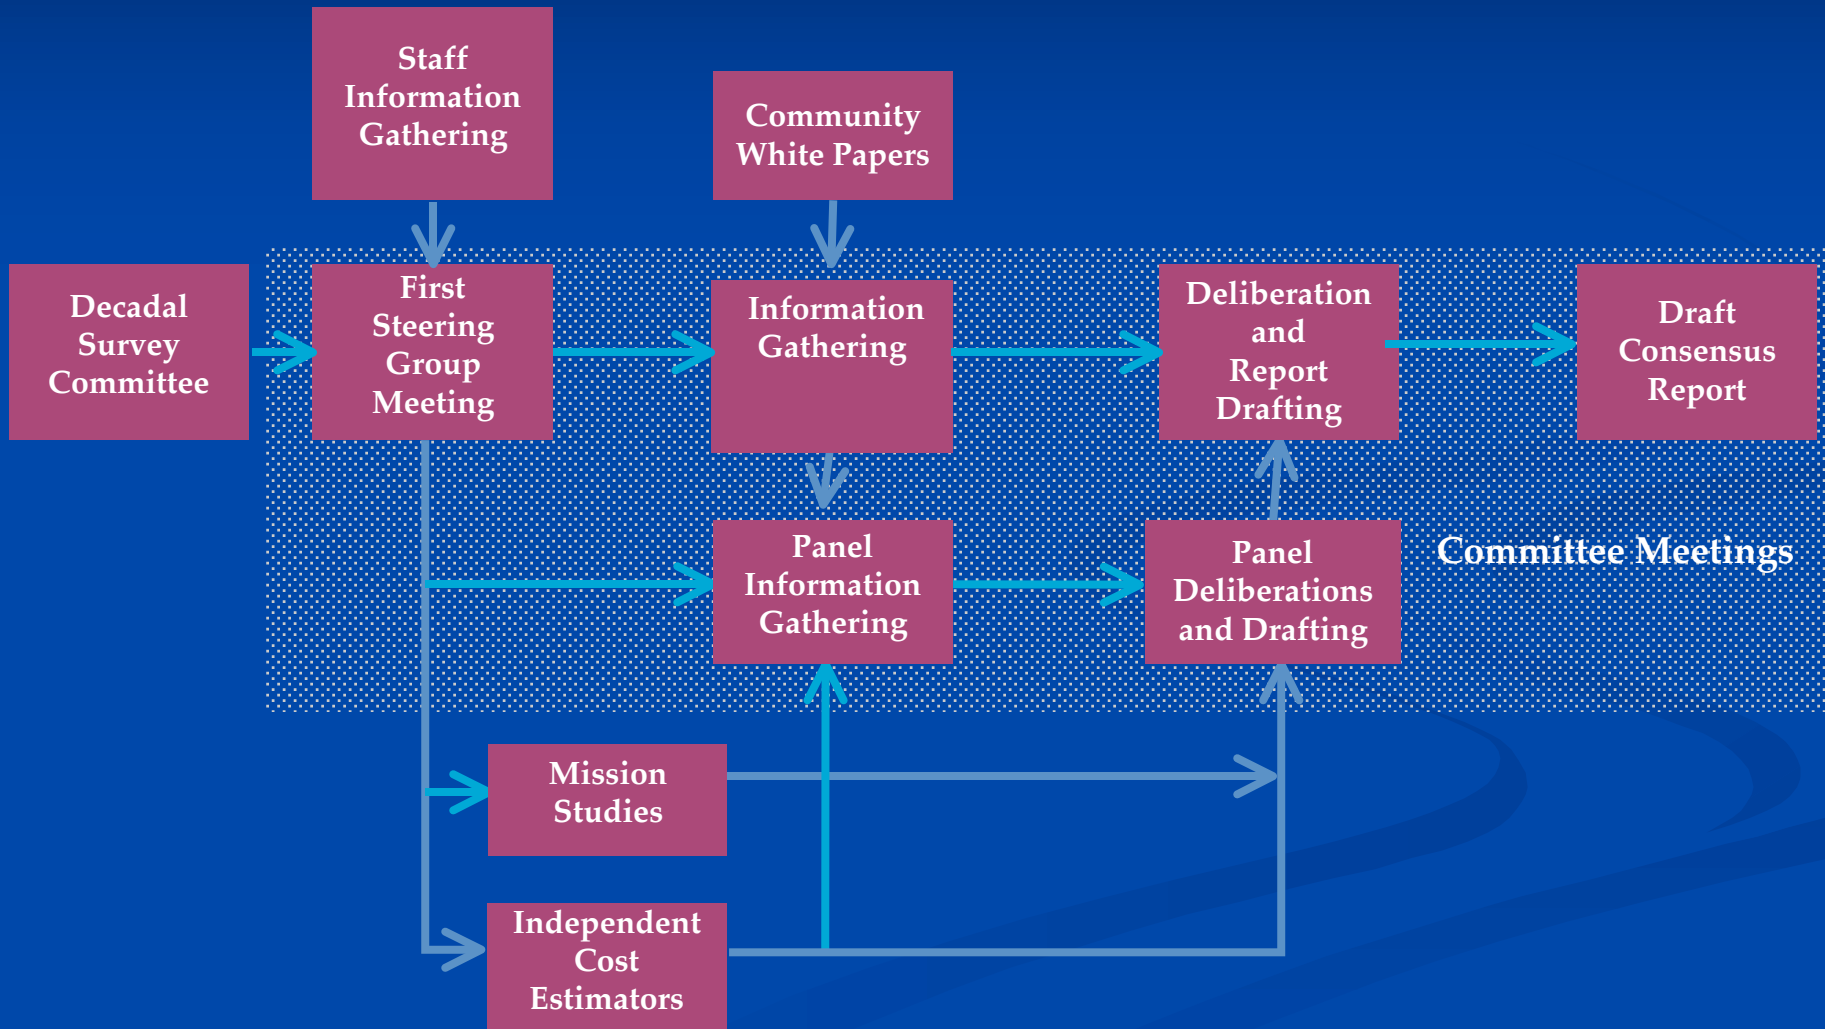 Staff
Information
Gathering
Community
White Papers
Decadal
Survey
Committee
First
Steering
Group
Meeting
Information
Gathering
Deliberation
and
Report
Drafting
Draft
Consensus
Report
Panel
Information
Gathering
Panel
Deliberations
and Drafting
Committee Meetings
Mission
Studies
Independent
Cost
Estimators